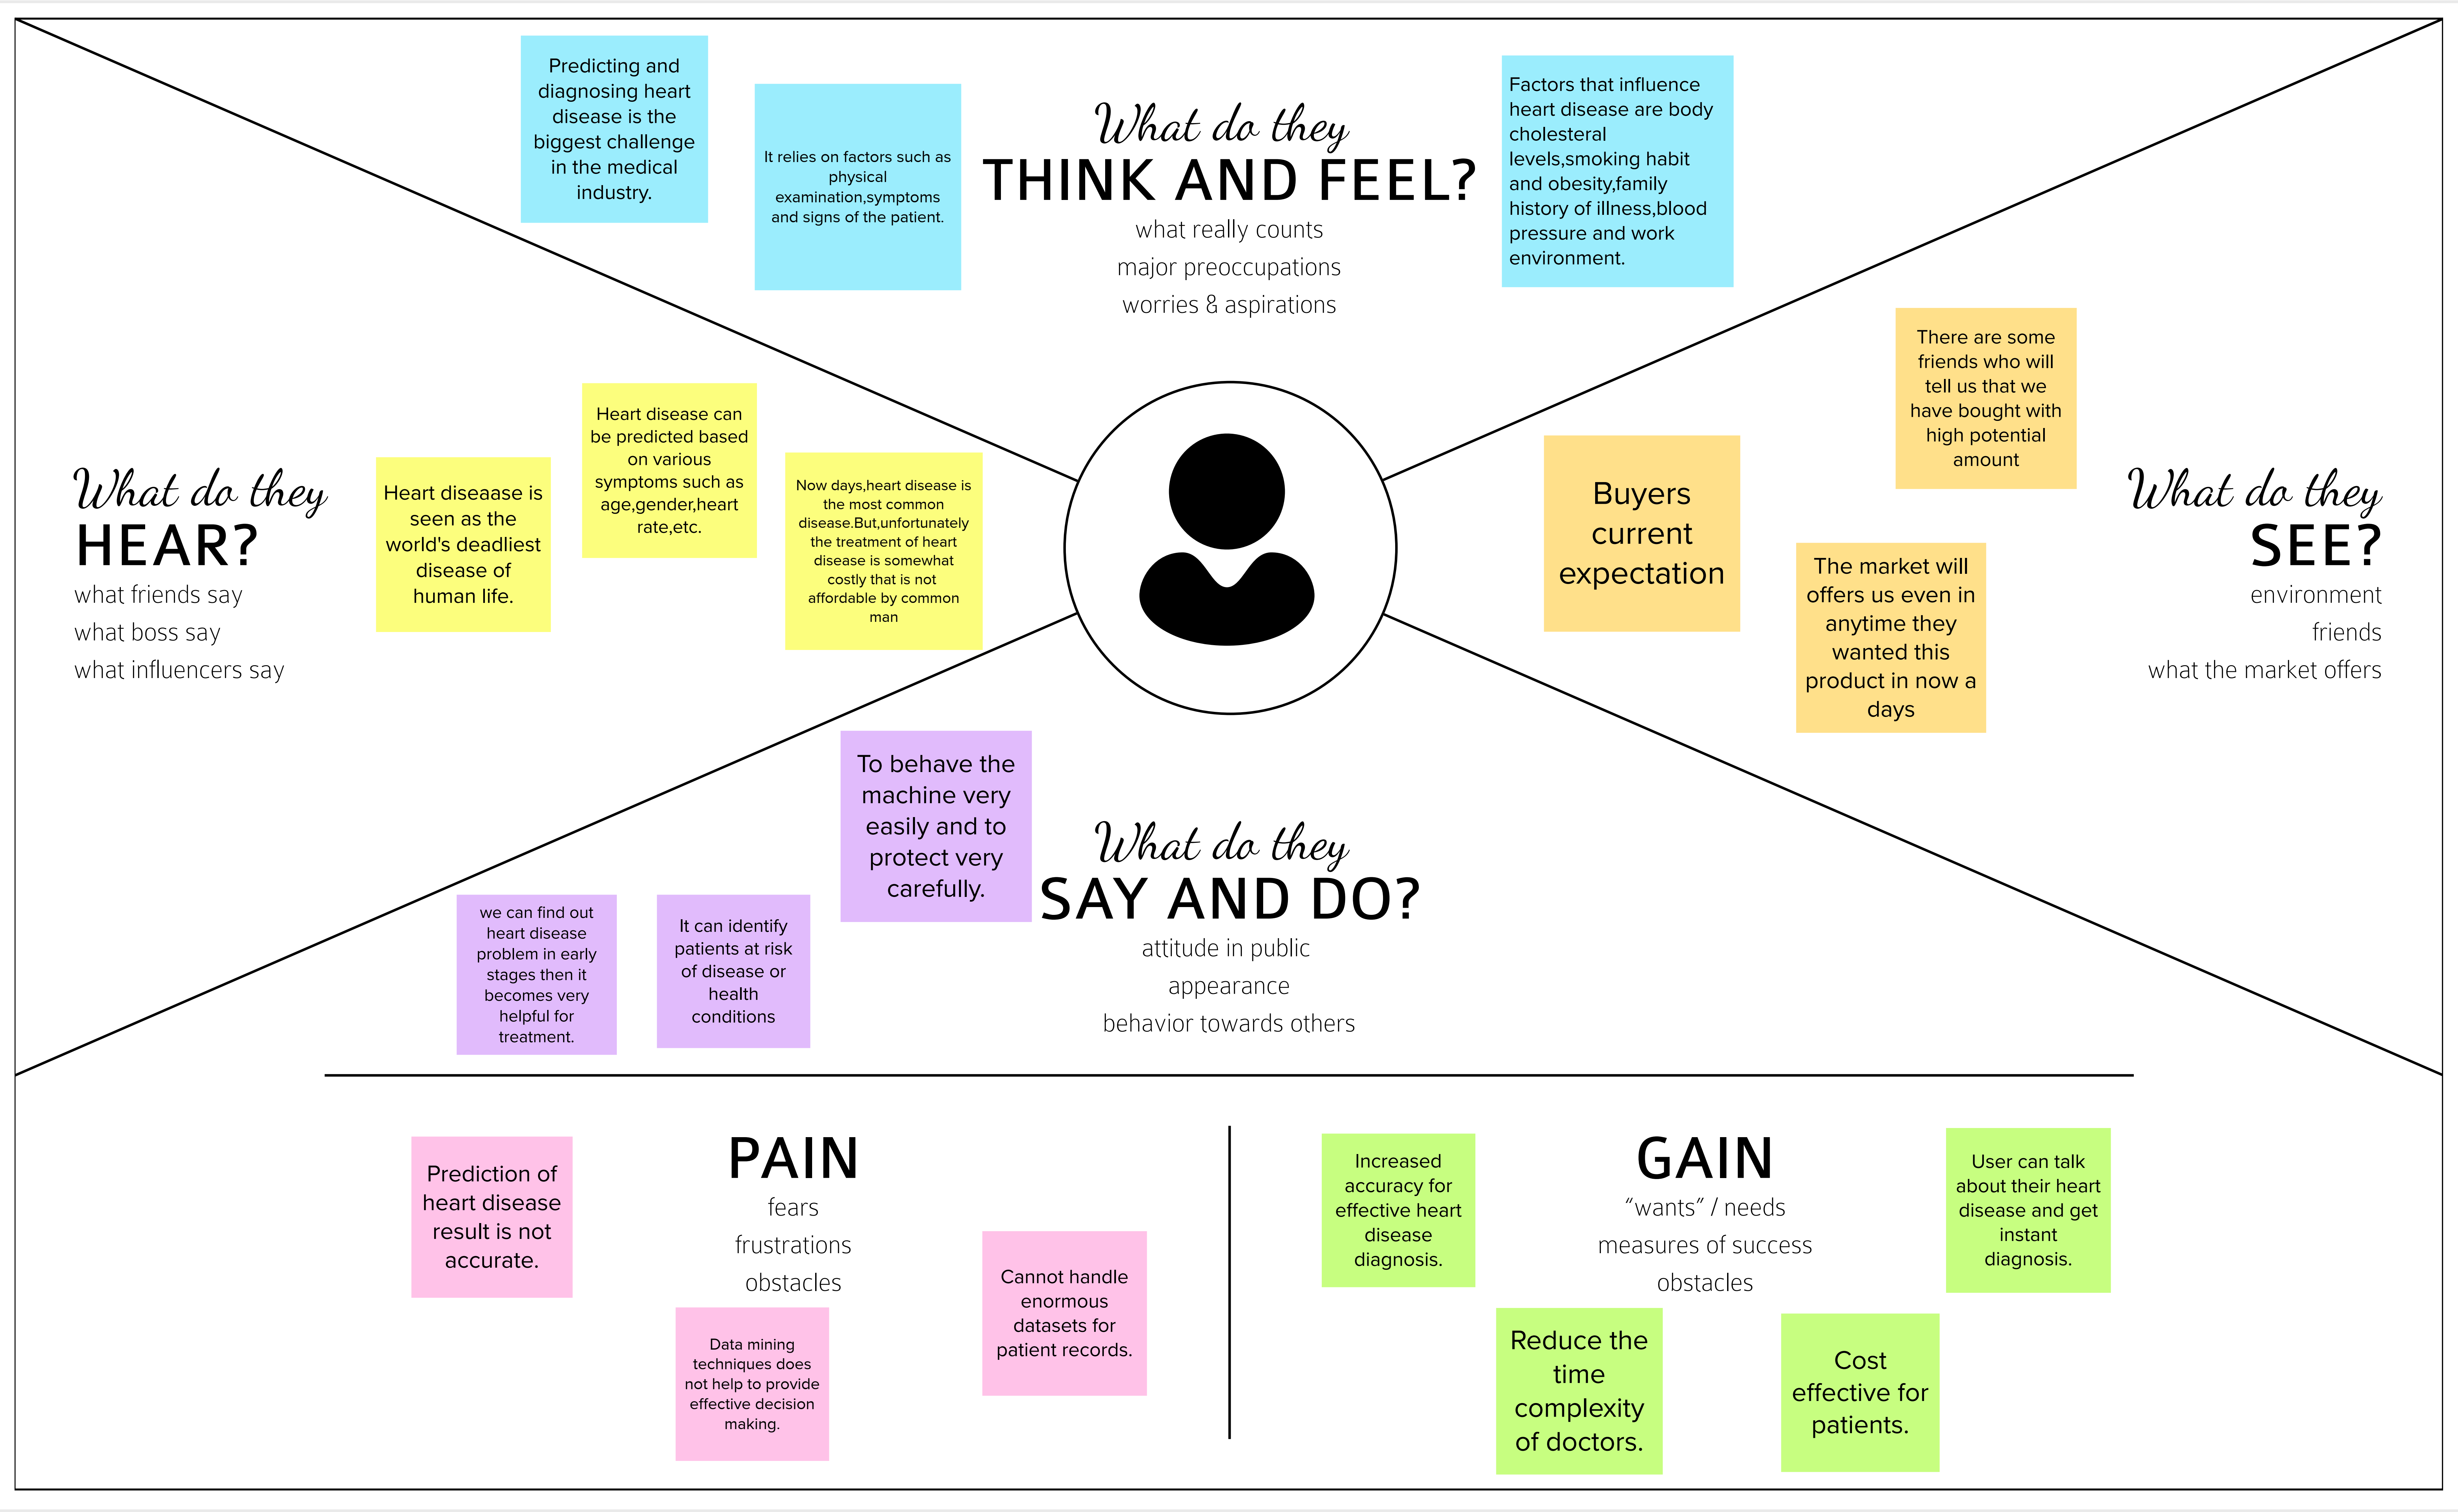 Predicting and
diagnosing heart
disease is the
biggest challenge
in the medical
industry.
It relies on factors such as
physical
examination,symptoms
and signs of the patient.
What do they
THINK AND FEEL?
what really counts
major preoccupations
worries & aspirations
Factors that influence
heart disease are body
cholesteral
levels,smoking habit
and obesity,family
history of illness,blood
pressure and work
environment.
What do they
HEAR?
what friends say
what boss say
what influencers say
Heart diseaase is
seen as the
world's deadliest
disease of
human life.
Heart disease can
be predicted based
on various
symptoms such as
age,gender,heart
rate,etc.
Now days,heart disease is
the most common
disease.But,unfortunately
the treatment of heart
disease is somewhat
costly that is not
affordable by common
man
Buyers
current
expectation
There are some
friends who will
tell us that we
have bought with
high potential
amount
The market will
offers us even in
anytime they
wanted this
product in now a
days
What do they
SEE?
environment
friends
what the market offers
we can find out
heart disease
problem in early
stages then it
becomes very
helpful for
treatment.
It can identify
patients at risk
of disease or
health
conditions
To behave the
machine very
easily and to
protect very
carefully.
What do they
SAY AND DO?
attitude in public
appearance
behavior towards others
Prediction of
heart disease
result is not
accurate.
PAIN
fears
frustrations
obstacles
Data mining
techniques does
not help to provide
effective decision
making.
Cannot handle
enormous
datasets for
patient records.
Increased
accuracy for
effective heart
disease
diagnosis.
GAIN
“wants” / needs
measures of success
obstacles
Reduce the
time
complexity
of doctors.
Cost
effective for
patients.
User can talk
about their heart
disease and get
instant
diagnosis.